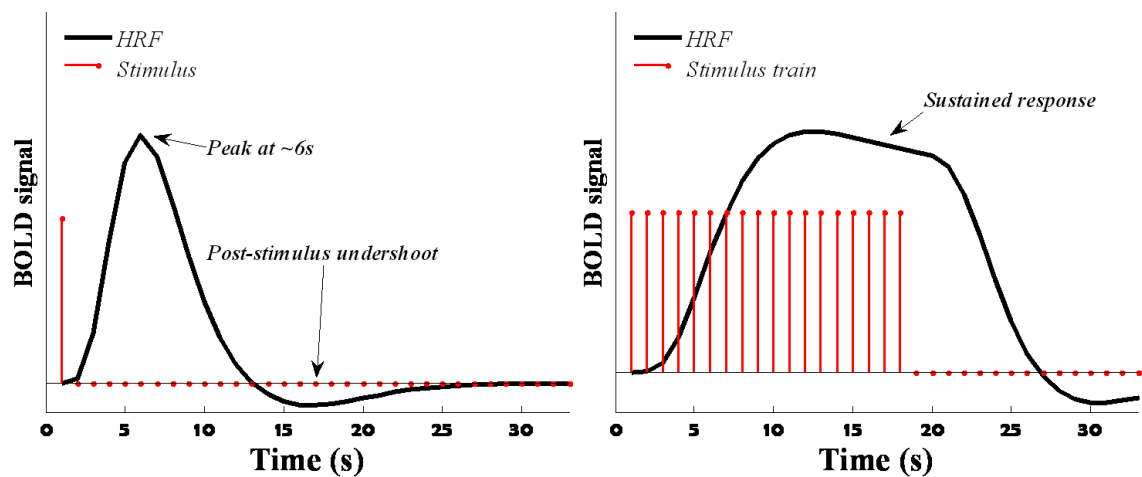 HRF
Stimulus
Peak at ~6s
Post-stimulus undershoot
BOLD signal
0 5 10 15 20 25 30
Time (s)
HRF
Stimulus train
Sustained response
BOLD signal
0 5 10 15 20 25 30
Time (s)